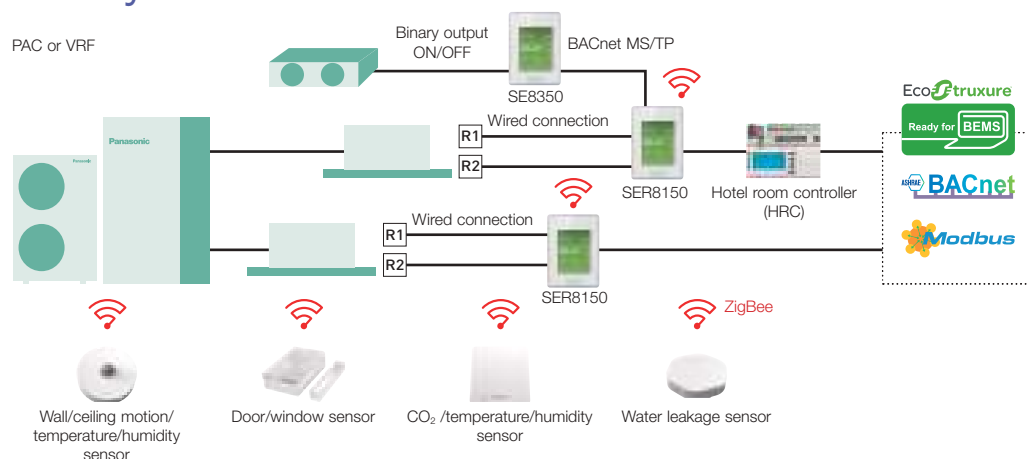 PAC or VRF
Binary output
ON/OFF
BACnet MS/TP
SE8350
Panasonic
Panasonic
R1
Wired connection
R2
SER8150
Hotel room controller
(HRC)
EcoStruxure
Ready for BEMS
ASHRAE BACnet
Modbus
R1
Wired connection
R2
SER8150
ZigBee
Wall/ceiling motion/
temperature/humidity
sensor
Door/window sensor
CO₂ /temperature/humidity
sensor
Water leakage sensor